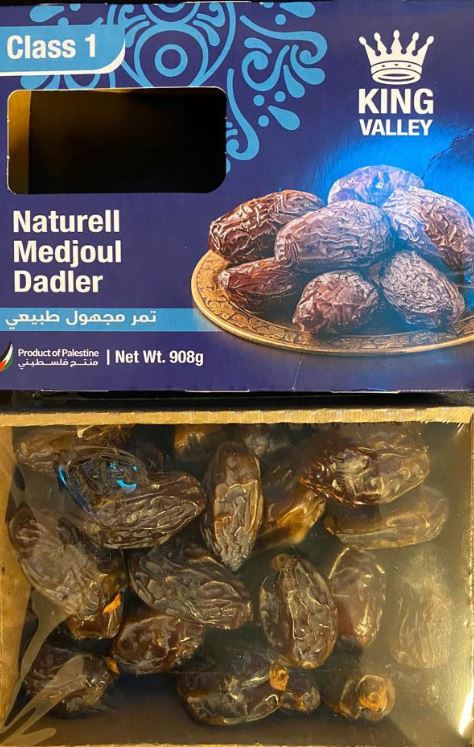 Class 1
KING
VALLEY
Naturell
Medjoul
Dadler
تمر مجهول طبيعي
Product of Palestine
منتج فلسطيني
Net Wt. 908g